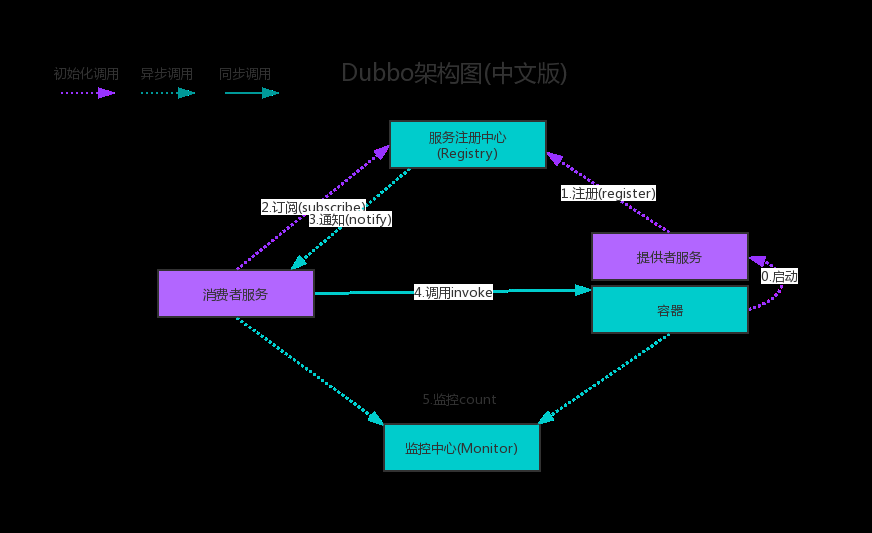 Dubbo架构图(中文版)
初始化调用
异步调用
同步调用
服务注册中心
(Registry)
1.注册(register)
2.订阅(subscribe)
3.通知(notify)
提供者服务
0.启动
消费者服务
4.调用invoke
容器
5.监控count
监控中心(Monitor)